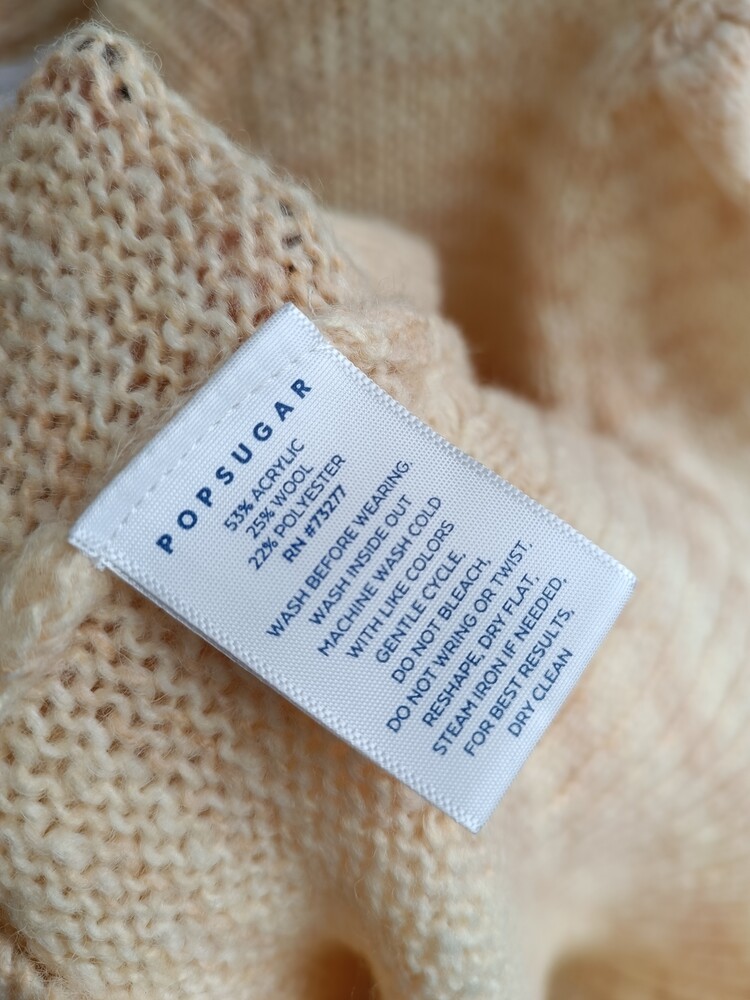 POPSUGAR
53% ACRYLIC
25% WOOL
22% POLYESTER
RN #73277
WASH BEFORE WEARING.
WASH INSIDE OUT
MACHINE WASH COLD
WITH LIKE COLORS
GENTLE CYCLE,
DO NOT BLEACH,
DO NOT WRING OR TWIST,
RESHAPE, DRY FLAT,
STEAM IRON IF NEEDED,
FOR BEST RESULTS,
DRY CLEAN